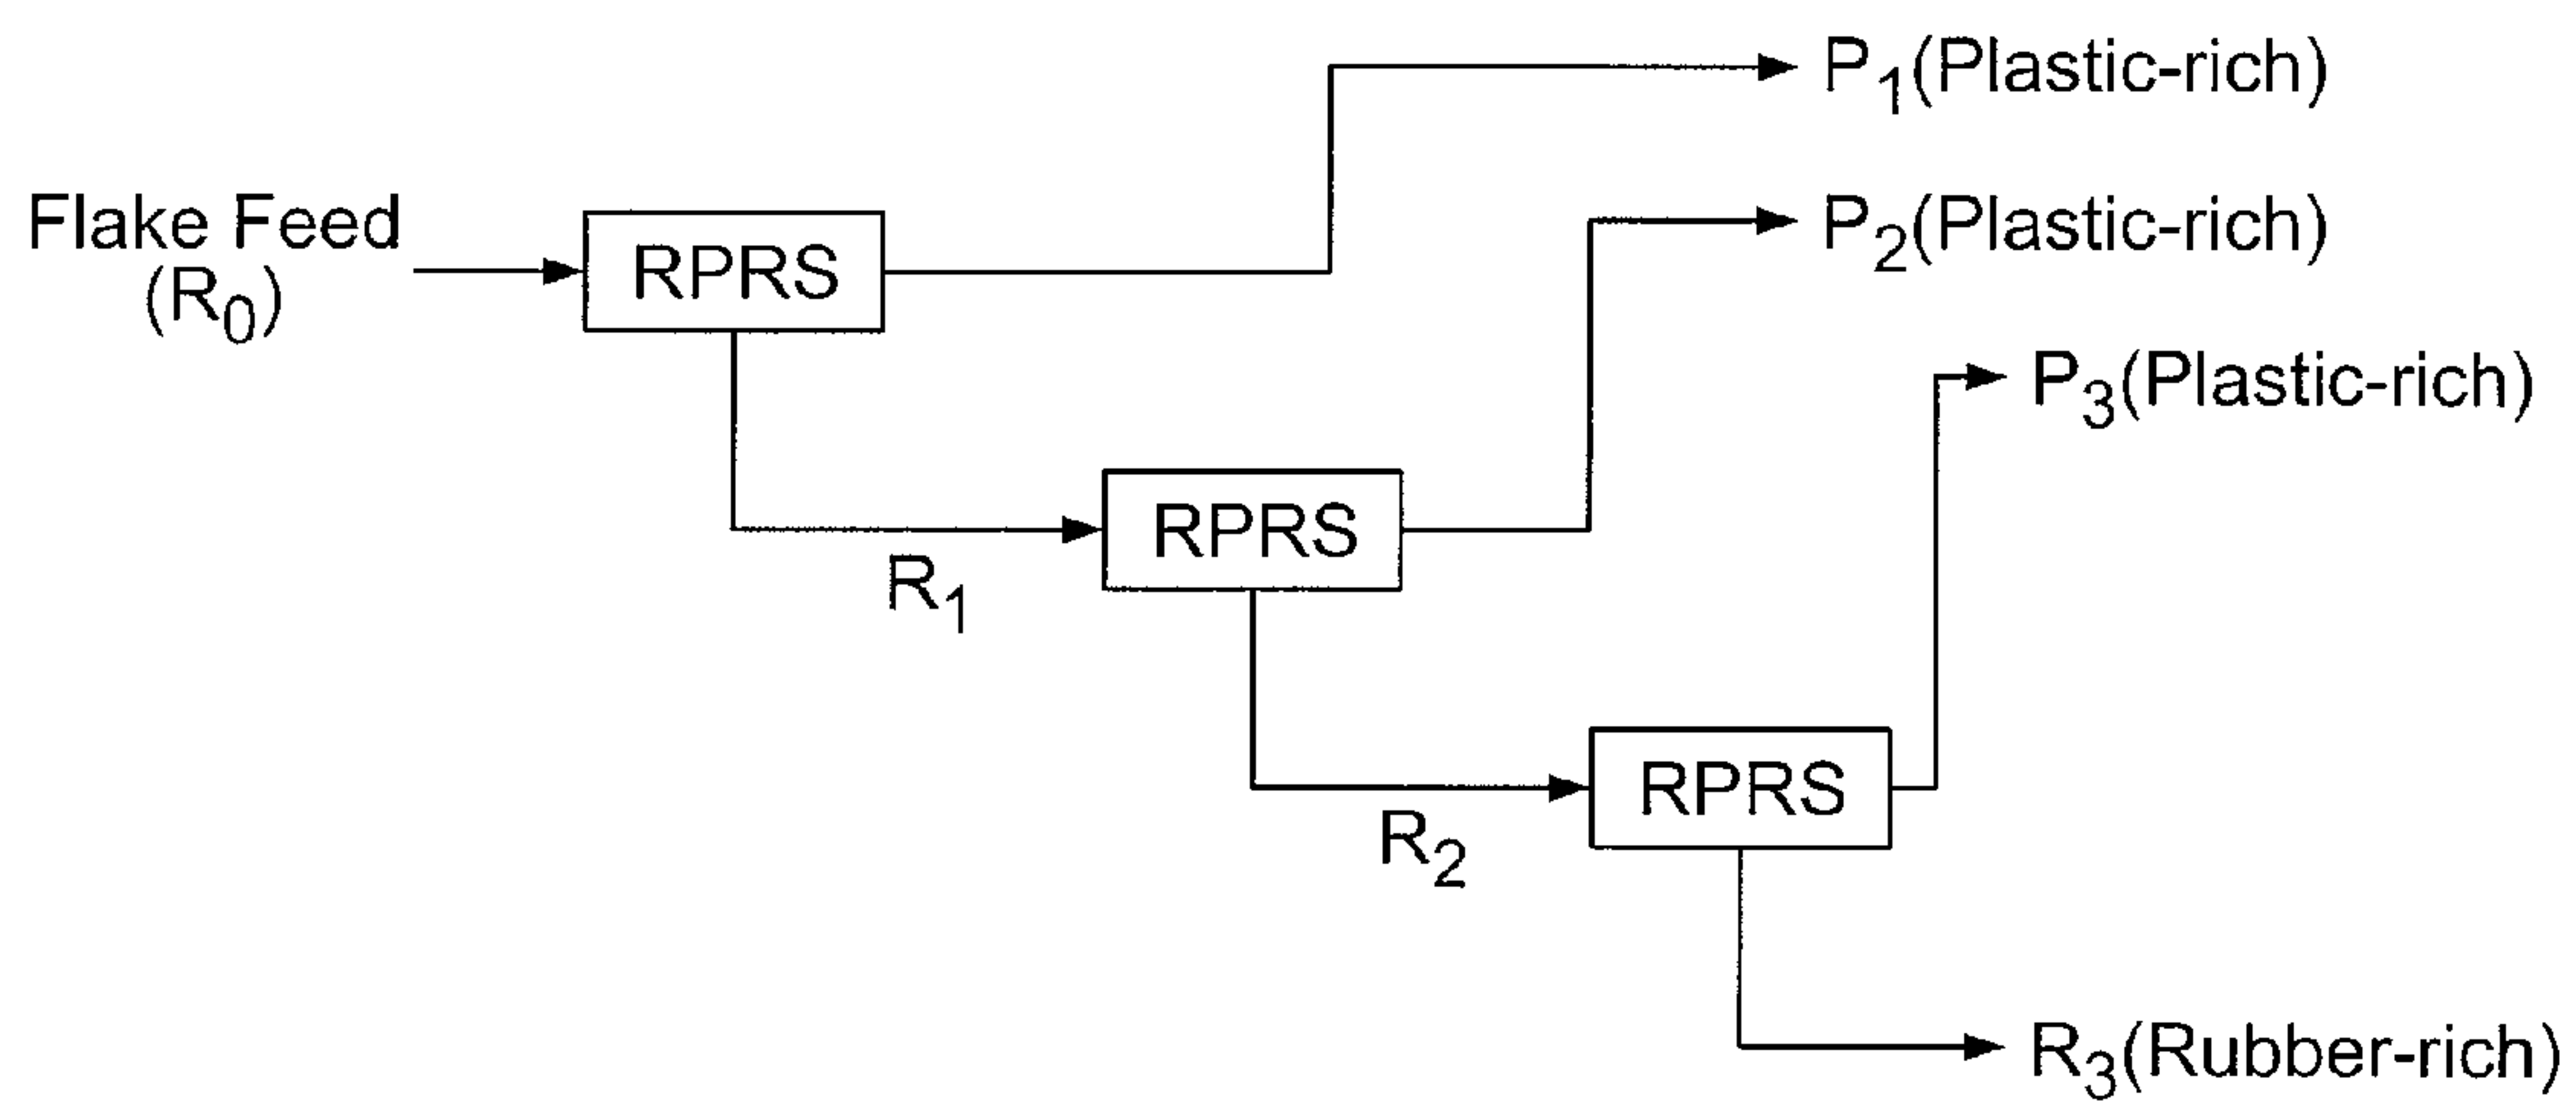 P₁(Plastic-rich)
Flake Feed
(R₀)
P₂(Plastic-rich)
RPRS
P₃(Plastic-rich)
RPRS
R₁
RPRS
R₂
R₃(Rubber-rich)